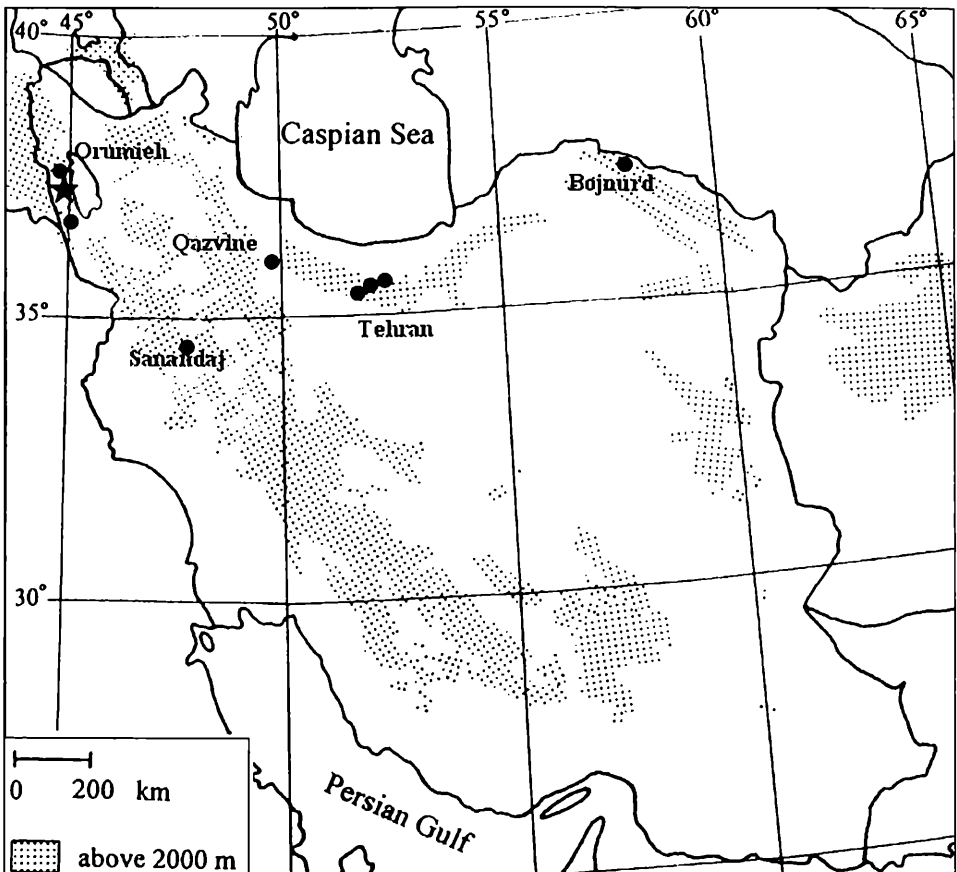 45° 50° 55° 60° 65°
40°
Caspian Sea
Orumieh
Bojnurd
Qazvine
35°
Tehran
Sanandaj
30°
0 200 km
Persian Gulf
above 2000 m